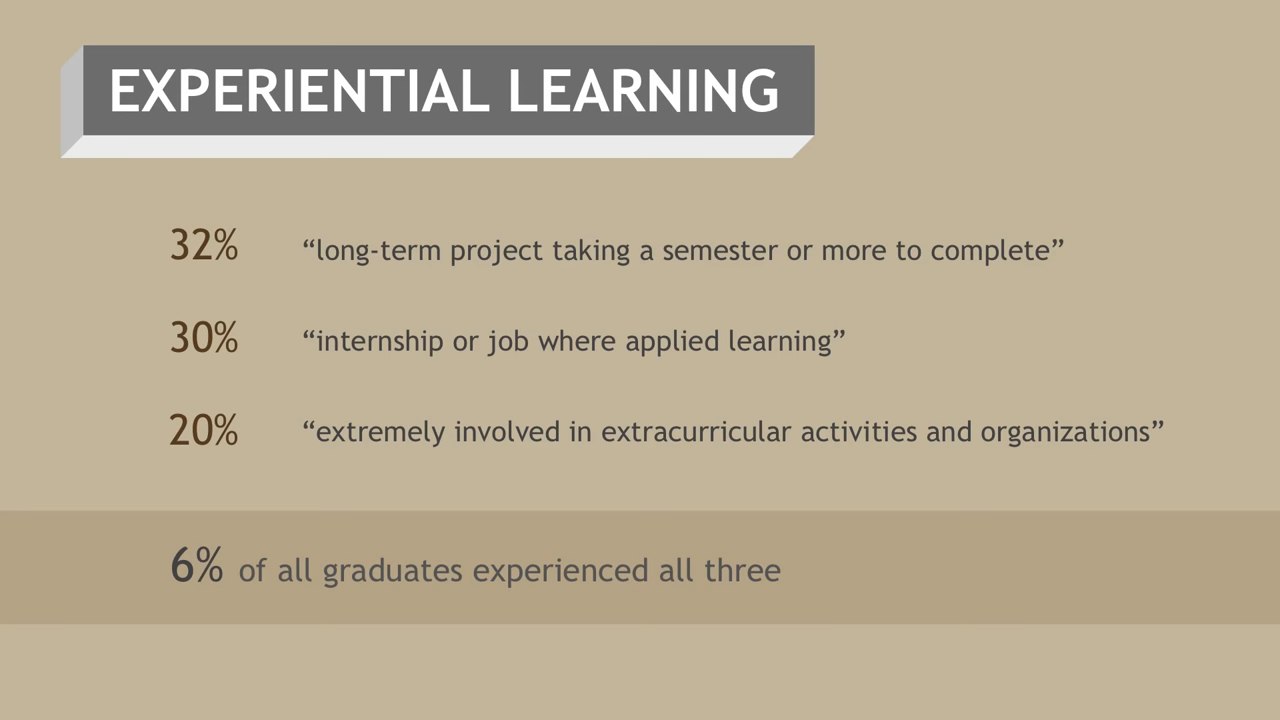 EXPERIENTIAL LEARNING
32% “long-term project taking a semester or more to complete”
30% “internship or job where applied learning”
20% “extremely involved in extracurricular activities and organizations”
6% of all graduates experienced all three